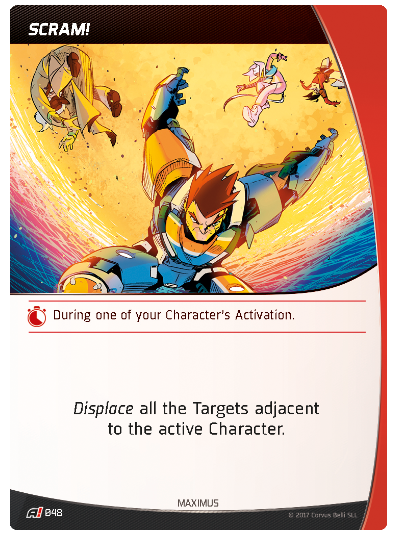 SCRAM!
During one of your Character's Activation.
Displace all the Targets adjacent
to the active Character.
MAXIMUS
A! 048
© 2017 Corvus Belli SLL